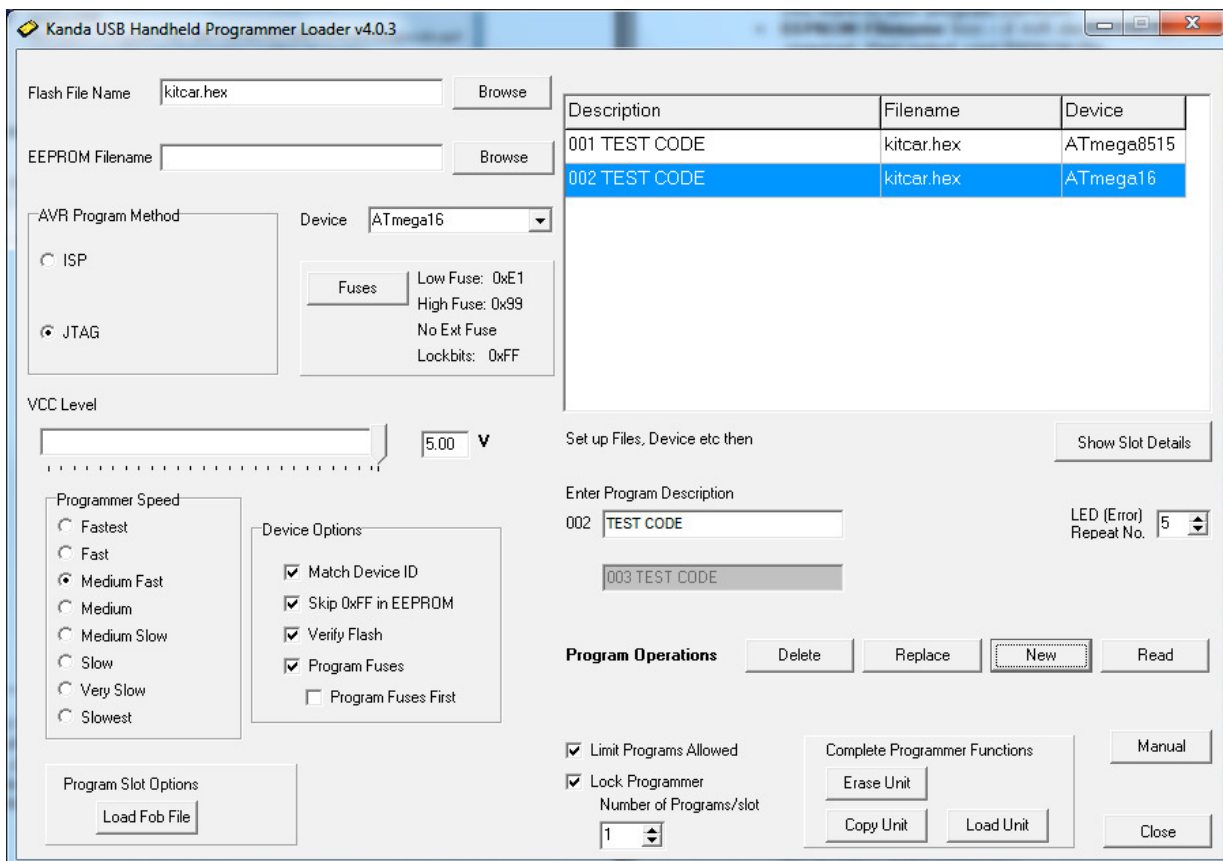 Kanda USB Handheld Programmer Loader v4.0.3
Flash File Name kitcar.hex Browse
EEPROM Filename Browse
AVR Program Method
ISP
JTAG
Device ATmega16
Fuses
Low Fuse: 0xE1
High Fuse: 0x99
No Ext Fuse
Lockbits: 0xFF
VCC Level
5.00 V
Programmer Speed
Fastest
Fast
Medium Fast
Medium
Medium Slow
Slow
Very Slow
Slowest
Device Options
Match Device ID
Skip 0xFF in EEPROM
Verify Flash
Program Fuses
Program Fuses First
Program Slot Options
Load Fob File
Description Filename Device
001 TEST CODE kitcar.hex ATmega8515
002 TEST CODE kitcar.hex ATmega16
Set up Files, Device etc then
Show Slot Details
Enter Program Description
002 TEST CODE
LED (Error)
Repeat No. 5
003 TEST CODE
Program Operations Delete Replace New Read
Limit Programs Allowed
Lock Programmer
Number of Programs/slot
1
Complete Programmer Functions
Erase Unit
Copy Unit Load Unit
Manual
Close